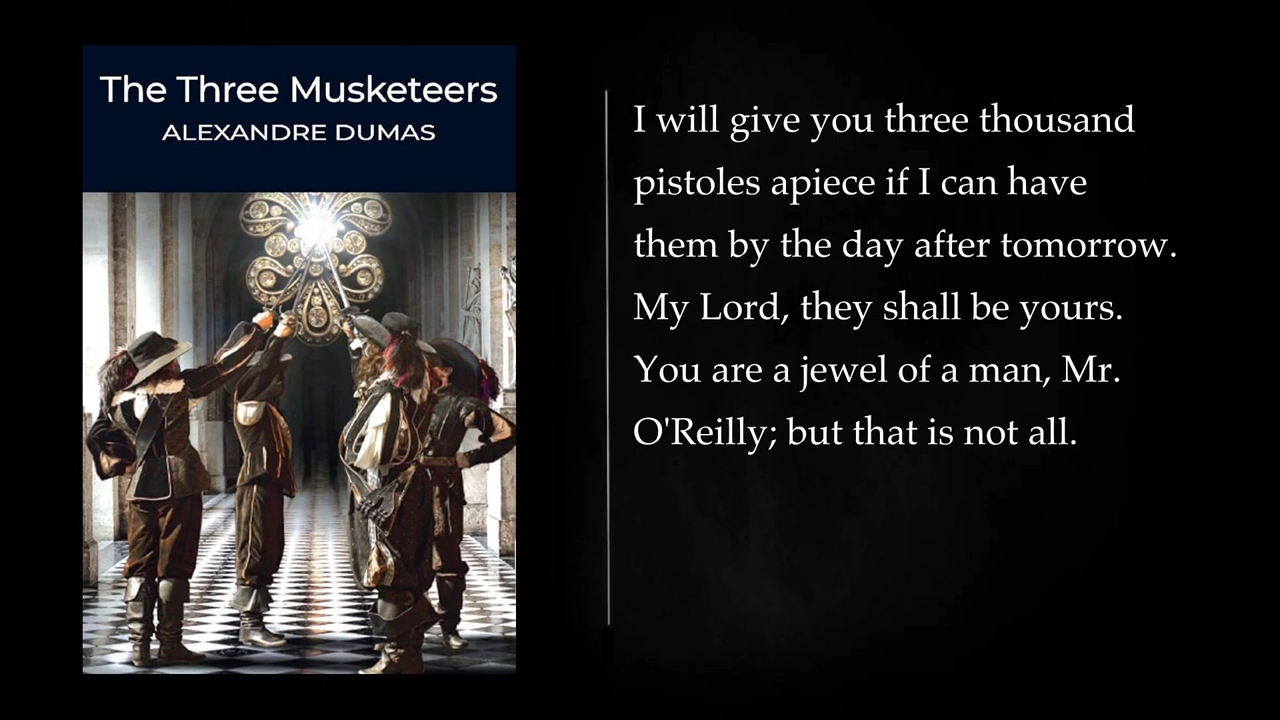 The Three Musketeers
ALEXANDRE DUMAS
I will give you three thousand
pistoles apiece if I can have
them by the day after tomorrow.
My Lord, they shall be yours.
You are a jewel of a man, Mr.
O'Reilly; but that is not all.